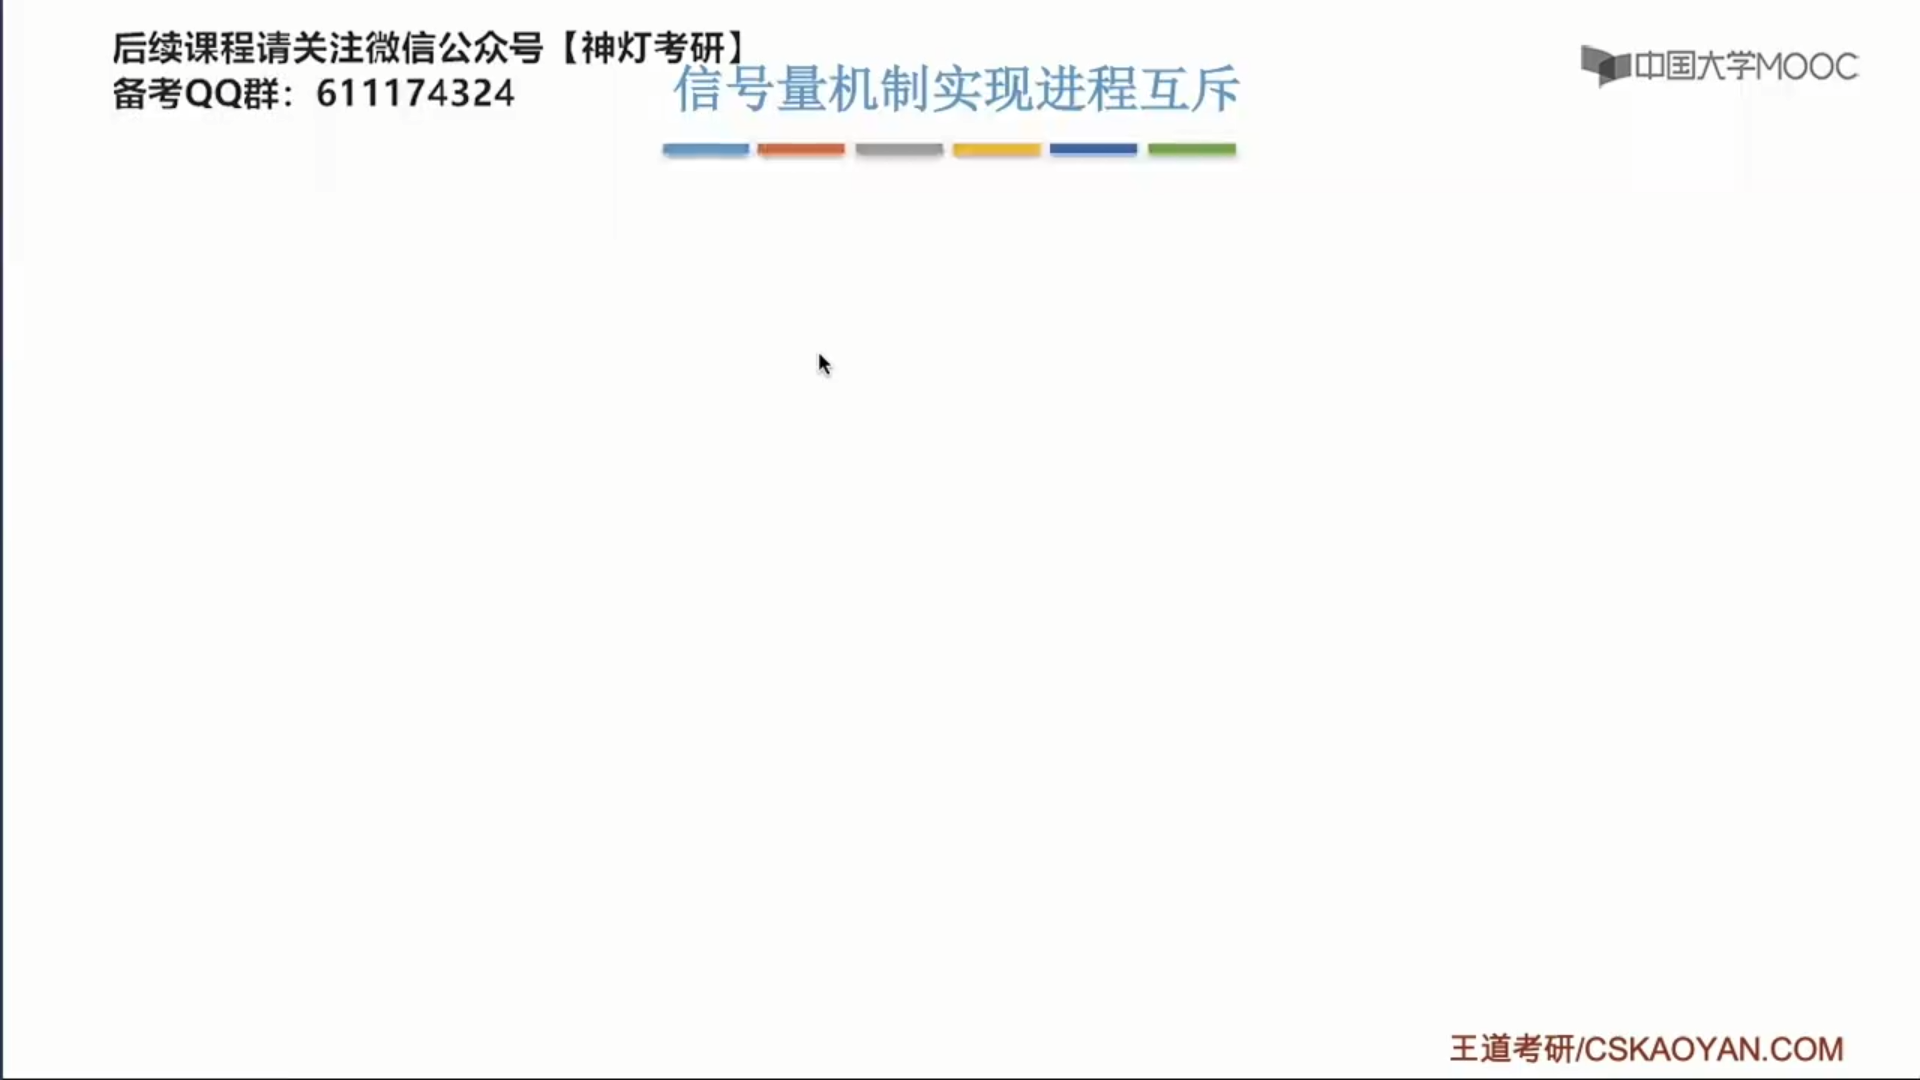 后续课程请关注微信公众号【神灯考研】
备考QQ群：611174324
信号量机制实现进程互斥
中国大学MOOC
王道考研/CSKAOYAN.COM